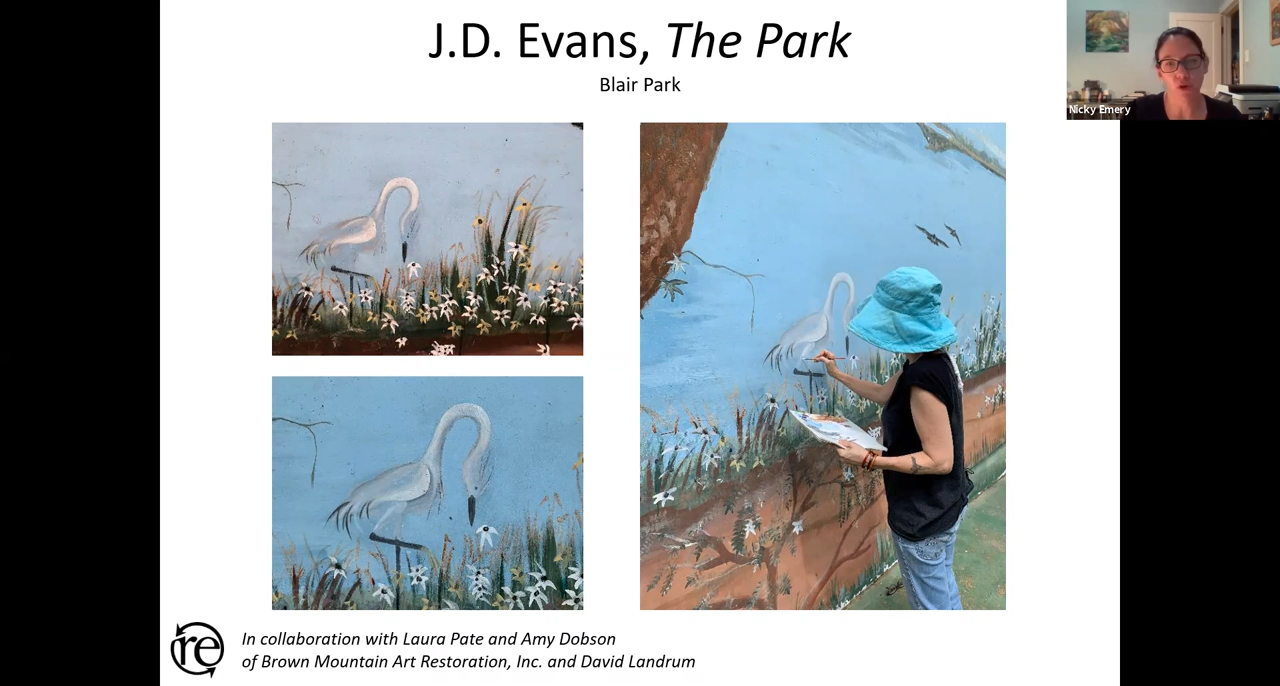 J.D. Evans, The Park
Blair Park
Nicky Emery
re
In collaboration with Laura Pate and Amy Dobson
of Brown Mountain Art Restoration, Inc. and David Landrum